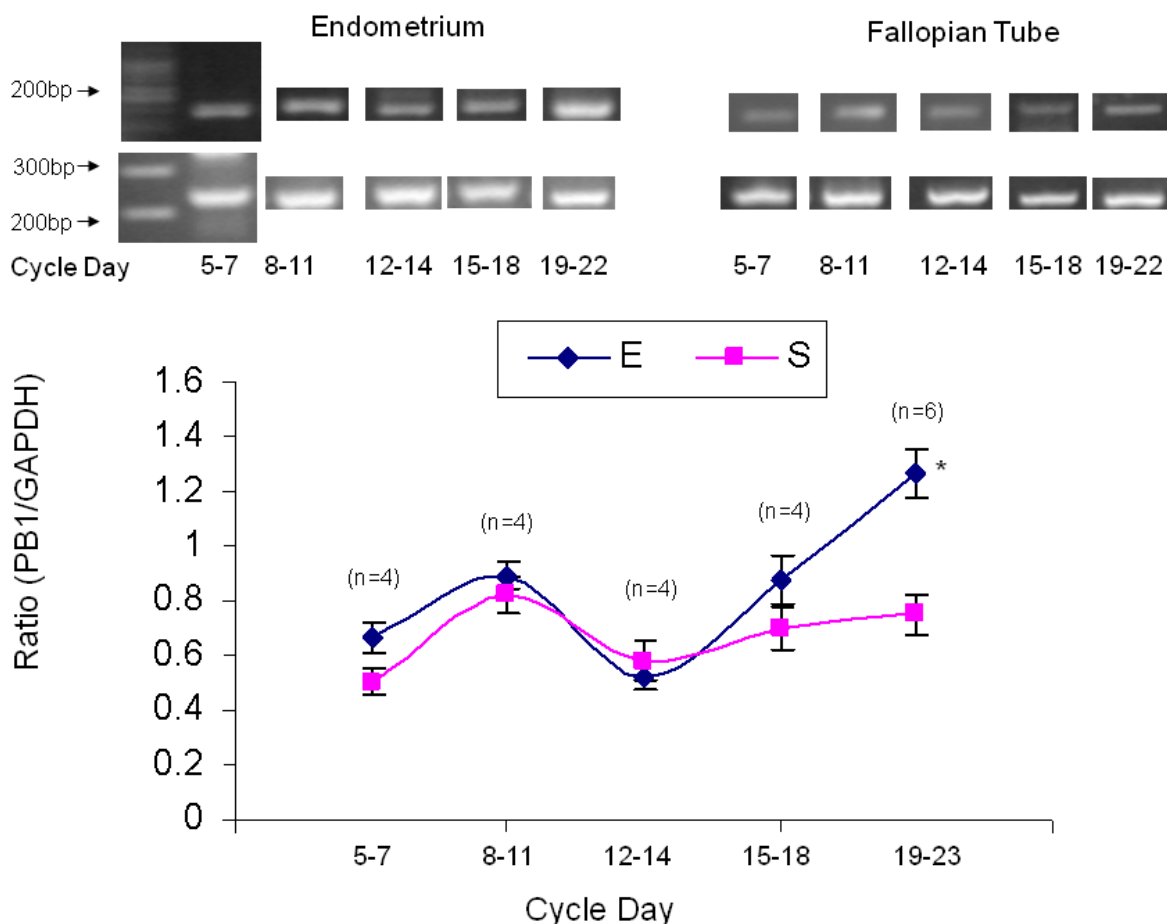 Endometrium
Fallopian Tube
200bp
300bp
200bp
Cycle Day 5-7 8-11 12-14 15-18 19-22 5-7 8-11 12-14 15-18 19-22
E S
Ratio (PB1/GAPDH)
1.6
1.4
1.2
1
0.8
0.6
0.4
0.2
0
(n=4)
(n=4)
(n=4)
(n=4)
(n=6)
*
5-7 8-11 12-14 15-18 19-23
Cycle Day